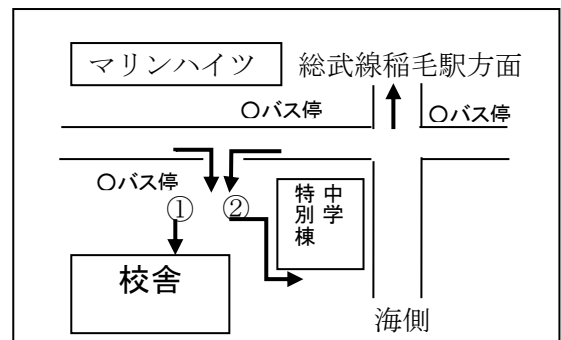 マリンハイツ
総武線稲毛駅方面
○バス停
○バス停
○バス停
①
②
中学
特別棟
校舎
海側